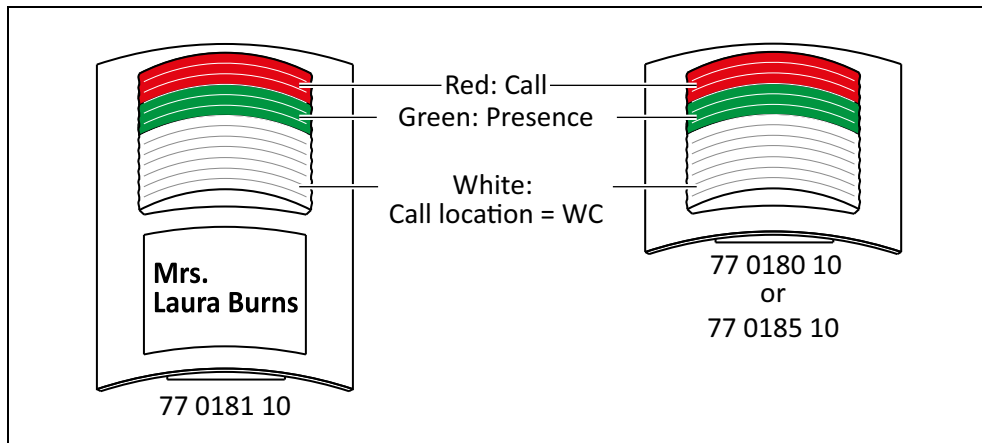 Red: Call
Green: Presence
White:
Call location = WC
Mrs.
Laura Burns
77 0181 10
77 0180 10
or
77 0185 10